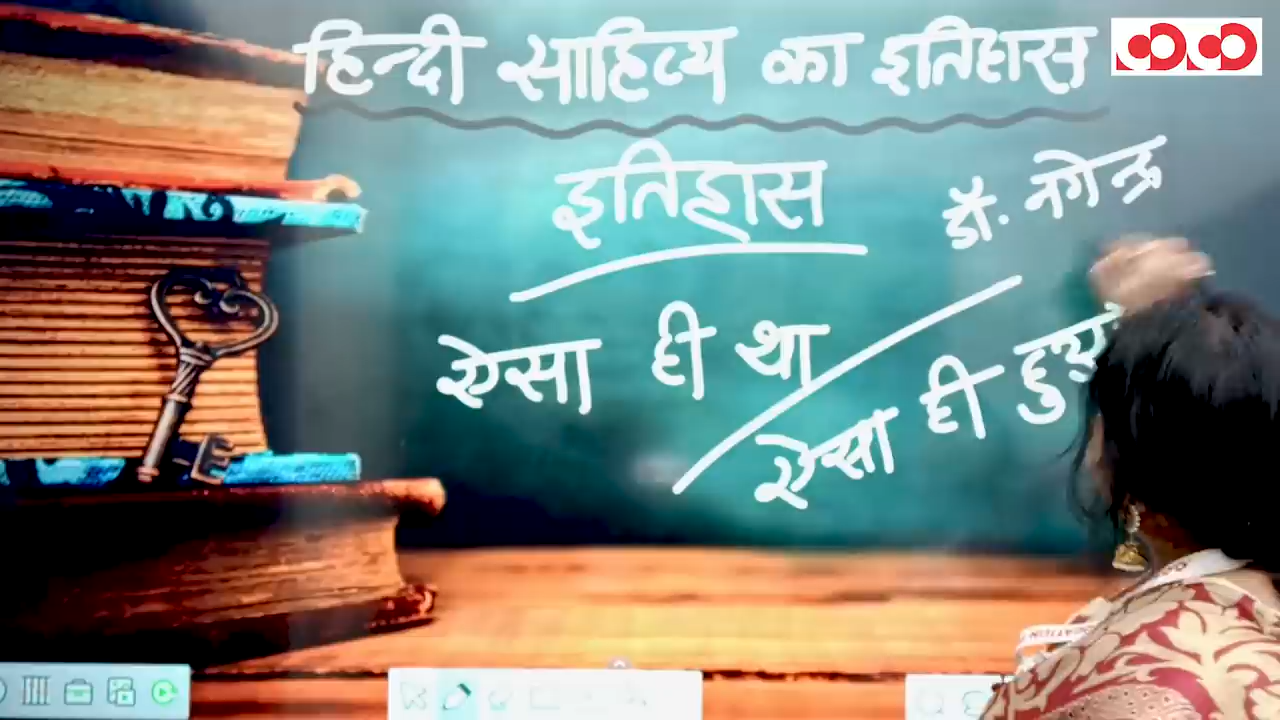 हिन्दी साहित्य का इतिहास
इतिहास
डॉ. नगेन्द्र
ऐसा ही था
ऐसा ही